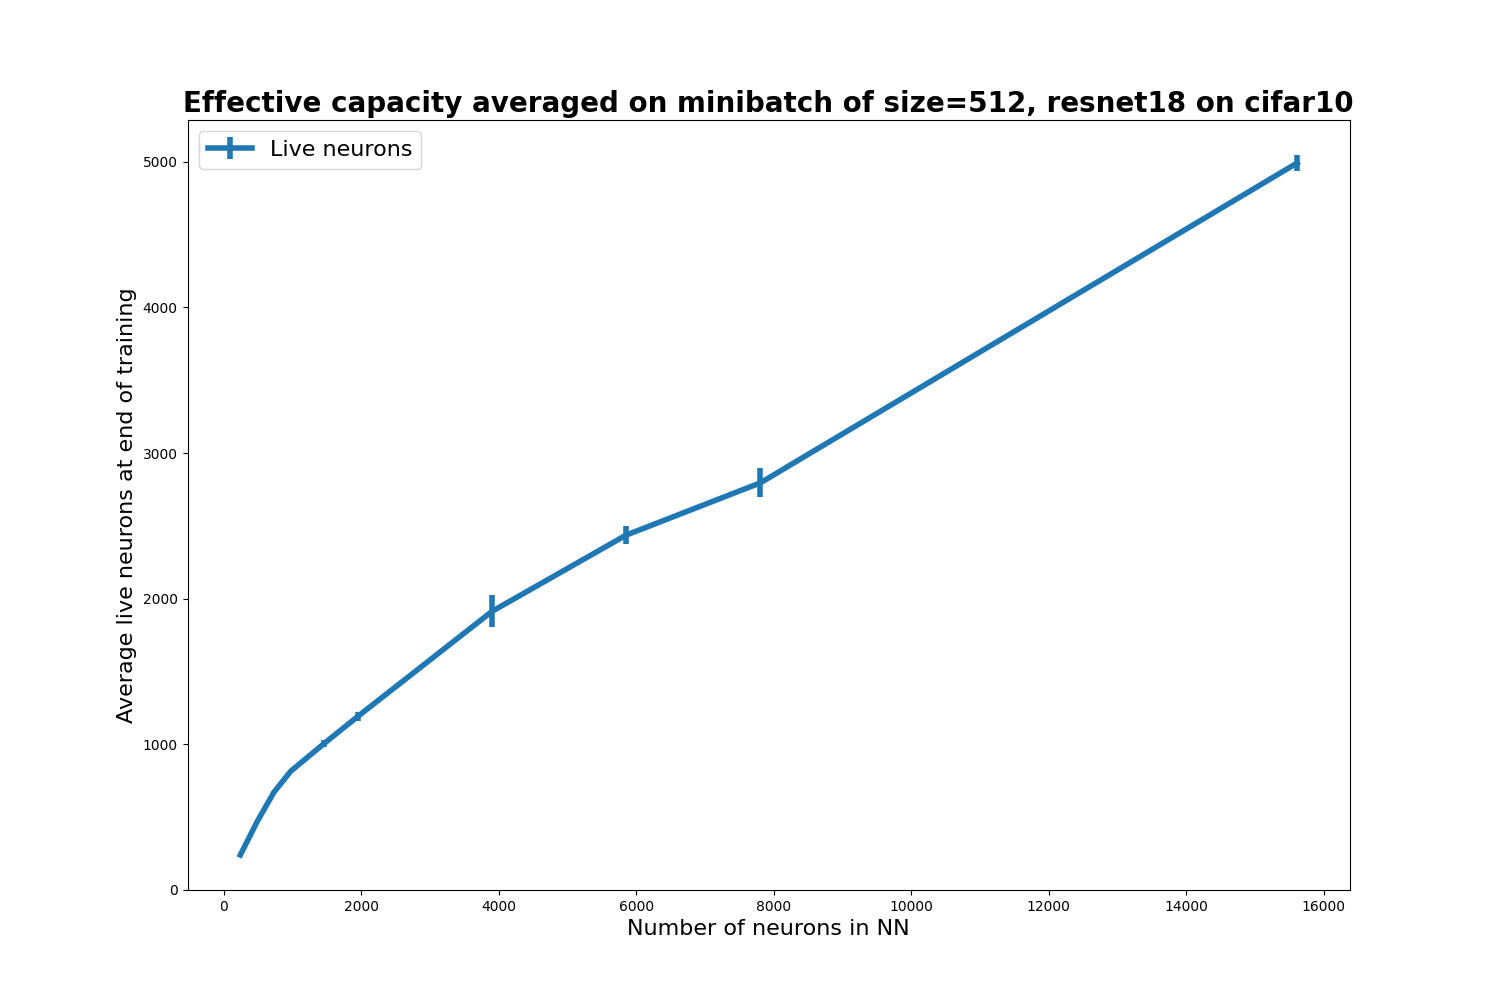 Effective capacity averaged on minibatch of size=512, resnet18 on cifar10
Live neurons
Average live neurons at end of training
5000
4000
3000
2000
1000
0
0 2000 4000 6000 8000 10000 12000 14000 16000
Number of neurons in NN